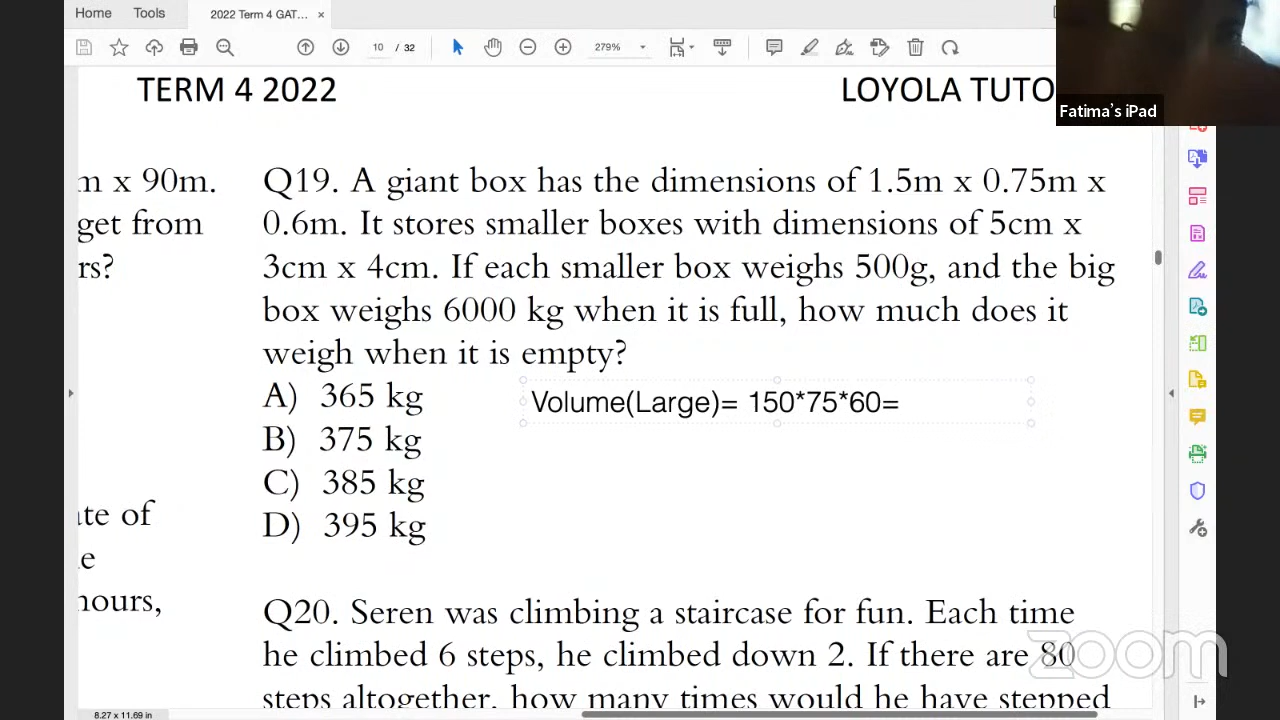 Home Tools 2022 Term 4 GAT... ×
10 / 32 279%
TERM 4 2022 LOYOLA TUTO
Fatima's iPad
m x 90m.
get from
rs?
Q19. A giant box has the dimensions of 1.5m x 0.75m x
0.6m. It stores smaller boxes with dimensions of 5cm x
3cm x 4cm. If each smaller box weighs 500g, and the big
box weighs 6000 kg when it is full, how much does it
weigh when it is empty?
A) 365 kg
Volume(Large)= 150*75*60=
B) 375 kg
C) 385 kg
D) 395 kg
te of
e
hours,
Q20. Seren was climbing a staircase for fun. Each time
he climbed 6 steps, he climbed down 2. If there are 80
steps altogether, how many times would he have stepped
zoom
8.27 x 11.69 in